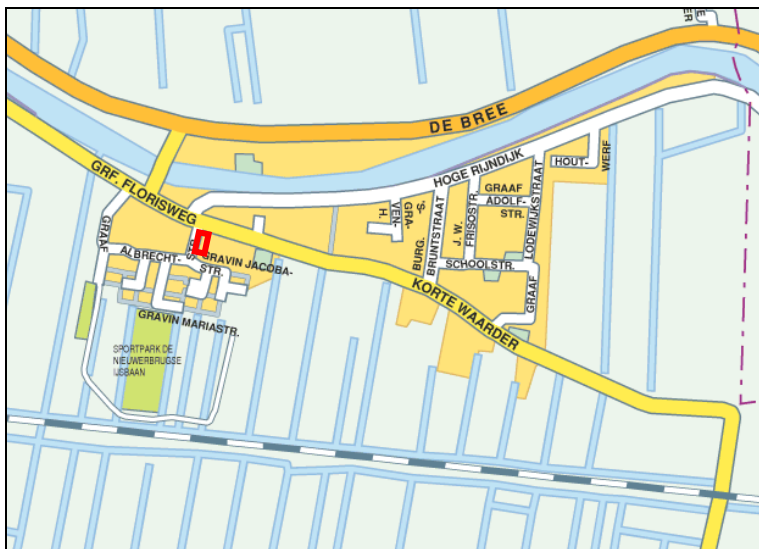 DE BREE
HOGE RIJNDIJK
HOUT-
WERF
GRAAF
ADOLF-
STR.
LODEWIJKSTRAAT
GRAAF
J. W.
FRISOSTR.
'S-
GRA-
VEN-
H.
BURG.
BRUNTSTRAAT
SCHOOLSTR.
KORTE WAARDER
GRF. FLORISWEG
GRAAF
ALBRECHT-
STR.
GRAVIN JACOBA-
STR.
GRAVIN MARIASTR.
SPORTPARK DE
NIEUWERBRUGSE
IJSBAAN